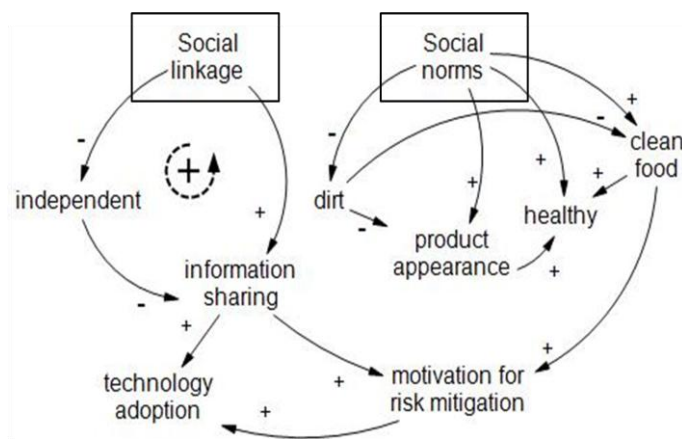 Social
linkage
Social
norms
+
-
-
-
clean
food
+
+
+
independent
dirt
+
+
healthy
-
product
appearance
+
information
sharing
-
+
+
technology
adoption
+
motivation for
risk mitigation
+